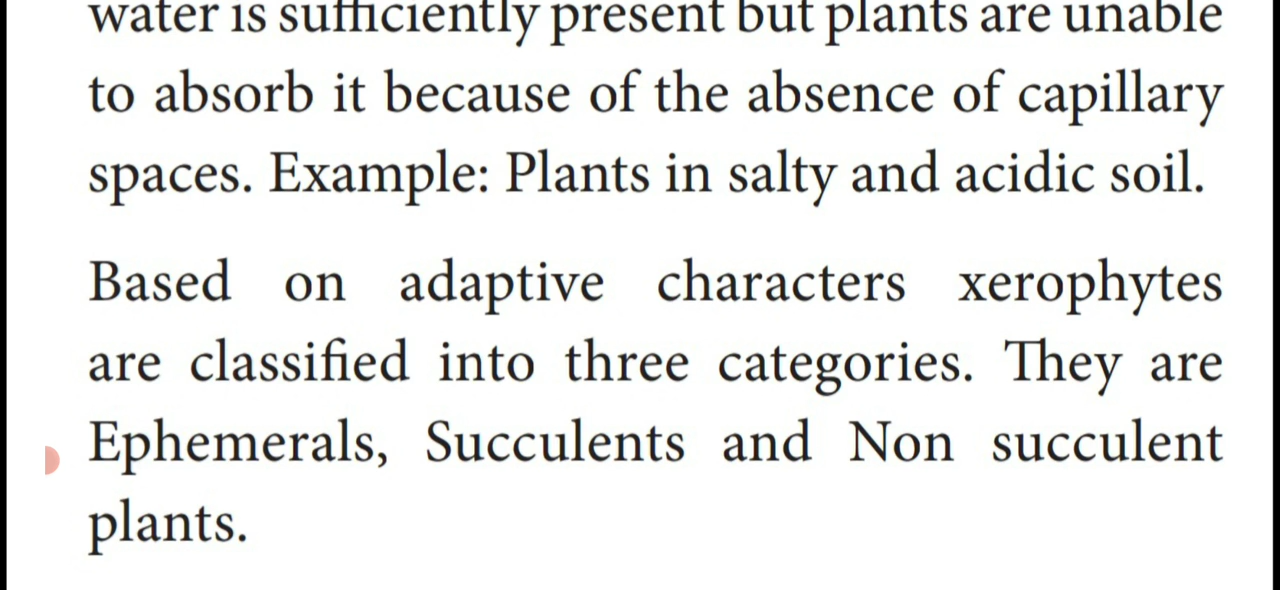 water is sufficiently present but plants are unable
to absorb it because of the absence of capillary
spaces. Example: Plants in salty and acidic soil.
Based on adaptive characters xerophytes
are classified into three categories. They are
Ephemerals, Succulents and Non succulent
plants.